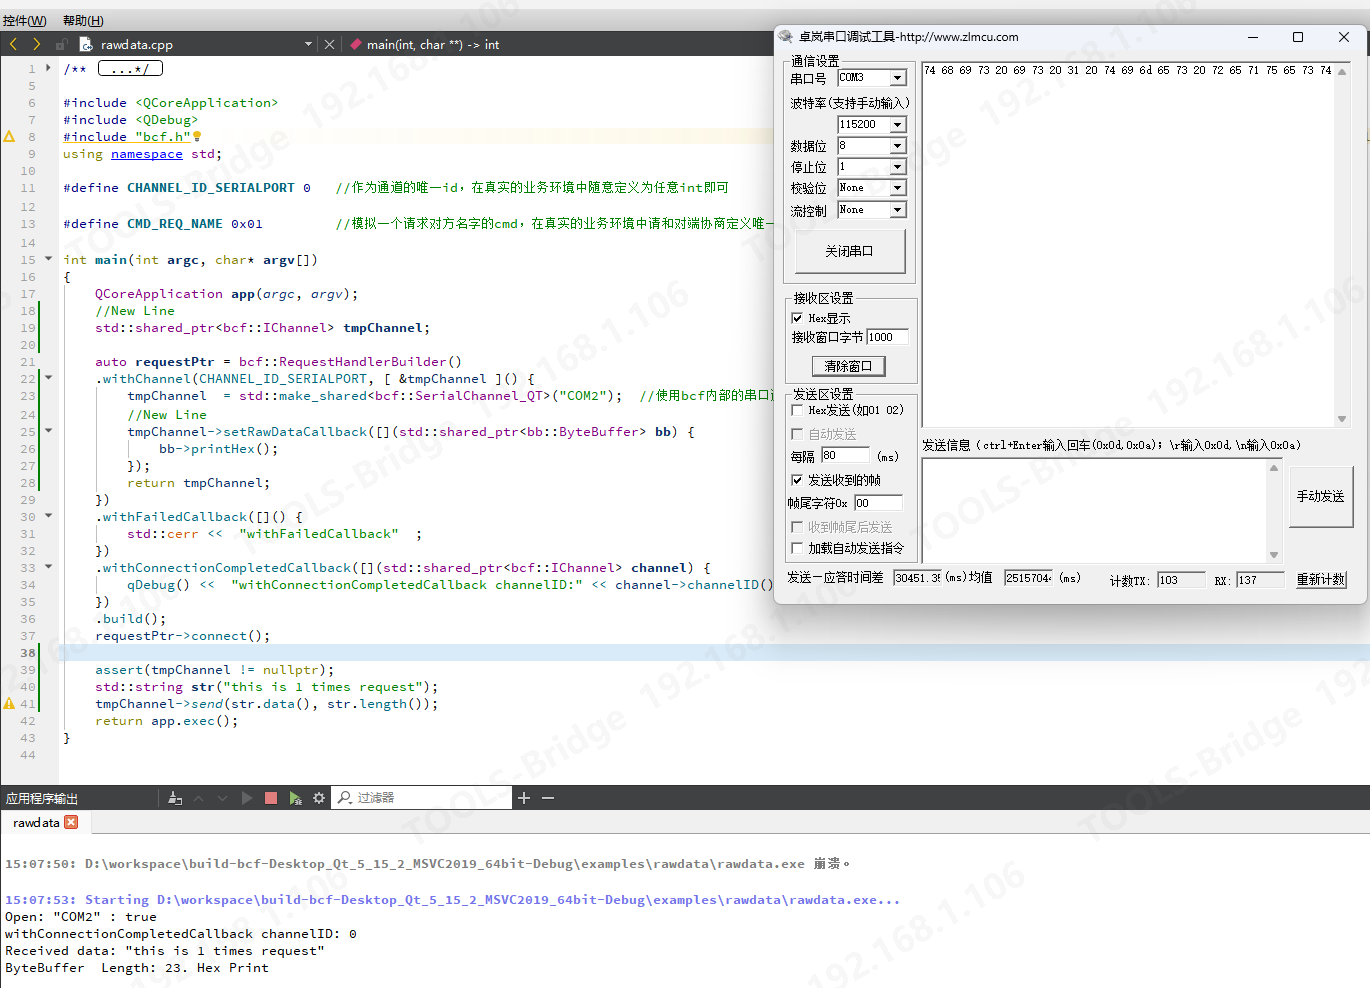 控件(W) 帮助(H)
rawdata.cpp
main(int, char **) -> int
1 /** ...*/
5
6 #include <QCoreApplication>
7 #include <QDebug>
8 #include "bcf.h"
9 using namespace std;
10
11 #define CHANNEL_ID_SERIALPORT 0 //作为通道的唯一id，在真实的业务环境中随意定义为任意int即可
12
13 #define CMD_REQ_NAME 0x01 //模拟一个请求对方名字的cmd，在真实的业务环境中请和对端协商定义唯一
14
15 int main(int argc, char* argv[])
16 {
17 QCoreApplication app(argc, argv);
18 //New Line
19 std::shared_ptr<bcf::IChannel> tmpChannel;
20
21 auto requestPtr = bcf::RequestHandlerBuilder()
22 .withChannel(CHANNEL_ID_SERIALPORT, [ &tmpChannel ]() {
23 tmpChannel = std::make_shared<bcf::SerialChannel_QT>("COM2"); //使用bcf内部的串口
24 //New Line
25 tmpChannel->setRawDataCallback([](std::shared_ptr<bb::ByteBuffer> bb) {
26 bb->printHex();
27 });
28 return tmpChannel;
29 })
30 .withFailedCallback([]() {
31 std::cerr << "withFailedCallback" ;
32 })
33 .withConnectionCompletedCallback([](std::shared_ptr<bcf::IChannel> channel) {
34 qDebug() << "withConnectionCompletedCallback channelID:" << channel->channelID()
35 })
36 .build();
37 requestPtr->connect();
38
39 assert(tmpChannel != nullptr);
40 std::string str("this is 1 times request");
41 tmpChannel->send(str.data(), str.length());
42 return app.exec();
43 }
44
卓岚串口调试工具-http://www.zlmcu.com
通信设置
串口号 COM3
波特率(支持手动输入)
115200
数据位 8
停止位 1
校验位 None
流控制 None
关闭串口
接收区设置
Hex显示
接收窗口字节 1000
清除窗口
发送区设置
Hex发送(如01 02)
自动发送
每隔 80 (ms)
发送收到的帧
帧尾字符0x 00
收到帧尾后发送
加载自动发送指令
74 68 69 73 20 69 73 20 31 20 74 69 6d 65 73 20 72 65 71 75 65 73 74
发送信息（ctrl+Enter输入回车(0x0d,0x0a)；\r输入0x0d,\n输入0x0a）
手动发送
发送一应答时间差 30451.35 (ms)均值 2515704 (ms) 计数TX: 103 RX: 137 重新计数
应用程序输出
过滤器
rawdata
15:07:50: D:\workspace\build-bcf-Desktop_Qt_5_15_2_MSVC2019_64bit-Debug\examples\rawdata\rawdata.exe 崩溃。
15:07:53: Starting D:\workspace\build-bcf-Desktop_Qt_5_15_2_MSVC2019_64bit-Debug\examples\rawdata\rawdata.exe...
Open: "COM2" : true
withConnectionCompletedCallback channelID: 0
Received data: "this is 1 times request"
ByteBuffer Length: 23. Hex Print
TOOLS-Bridge 192.168.1.106